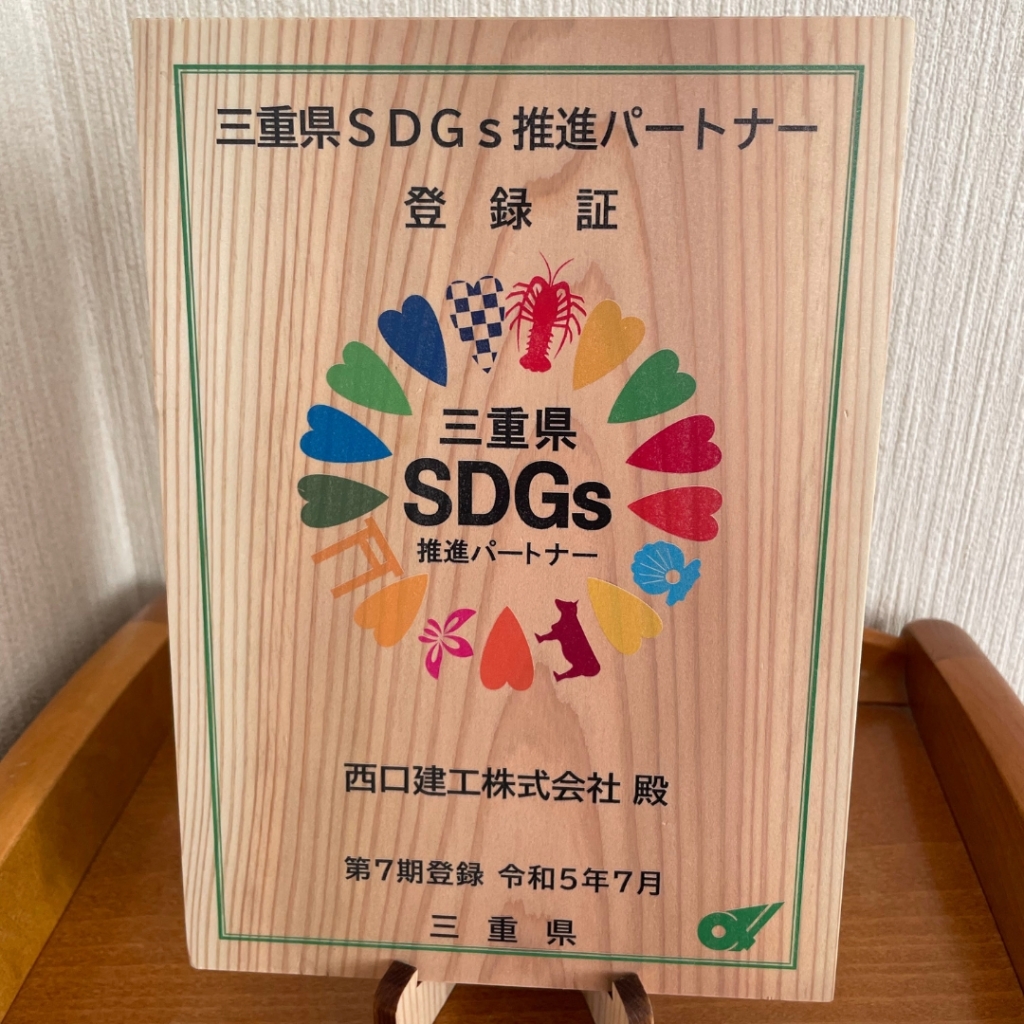 三重県ＳＤＧｓ推進パートナー
登 録 証
三重県
SDGs
推進パートナー
西口建工株式会社 殿
第７期登録 令和５年７月
三 重 県